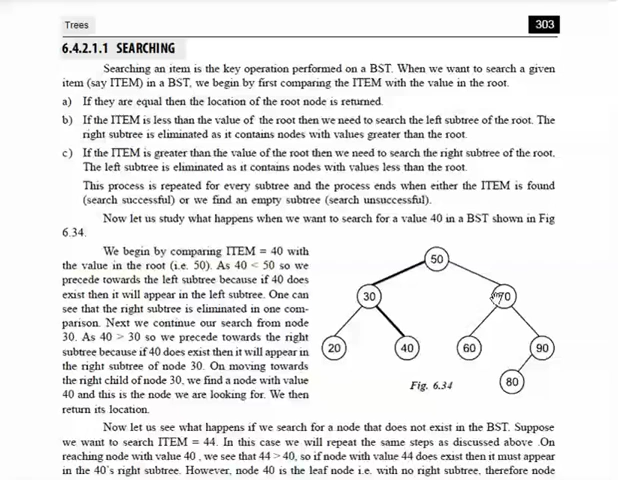 Trees
303
6.4.2.1.1 SEARCHING
Searching an item is the key operation performed on a BST. When we want to search a given
item (say ITEM) in a BST, we begin by first comparing the ITEM with the value in the root.
a) If they are equal then the location of the root node is returned.
b) If the ITEM is less than the value of the root then we need to search the left subtree of the root. The
right subtree is eliminated as it contains nodes with values greater than the root.
c) If the ITEM is greater than the value of the root then we need to search the right subtree of the root.
The left subtree is eliminated as it contains nodes with values less than the root.
This process is repeated for every subtree and the process ends when either the ITEM is found
(search successful) or we find an empty subtree (search unsuccessful).
Now let us study what happens when we want to search for a value 40 in a BST shown in Fig
6.34.
We begin by comparing ITEM = 40 with
the value in the root (i.e. 50). As 40 < 50 so we
precede towards the left subtree because if 40 does
exist then it will appear in the left subtree. One can
see that the right subtree is eliminated in one com-
parison. Next we continue our search from node
30. As 40 > 30 so we precede towards the right
subtree because if 40 does exist then it will appear in
the right subtree of node 30. On moving towards
the right child of node 30, we find a node with value
40 and this is the node we are looking for. We then
return its location.
50
30
70
20
40
60
90
80
Fig. 6.34
Now let us see what happens if we search for a node that does not exist in the BST. Suppose
we want to search ITEM = 44. In this case we will repeat the same steps as discussed above .On
reaching node with value 40 , we see that 44 > 40, so if node with value 44 does exist then it must appear
in the 40's right subtree. However, node 40 is the leaf node i.e. with no right subtree, therefore node